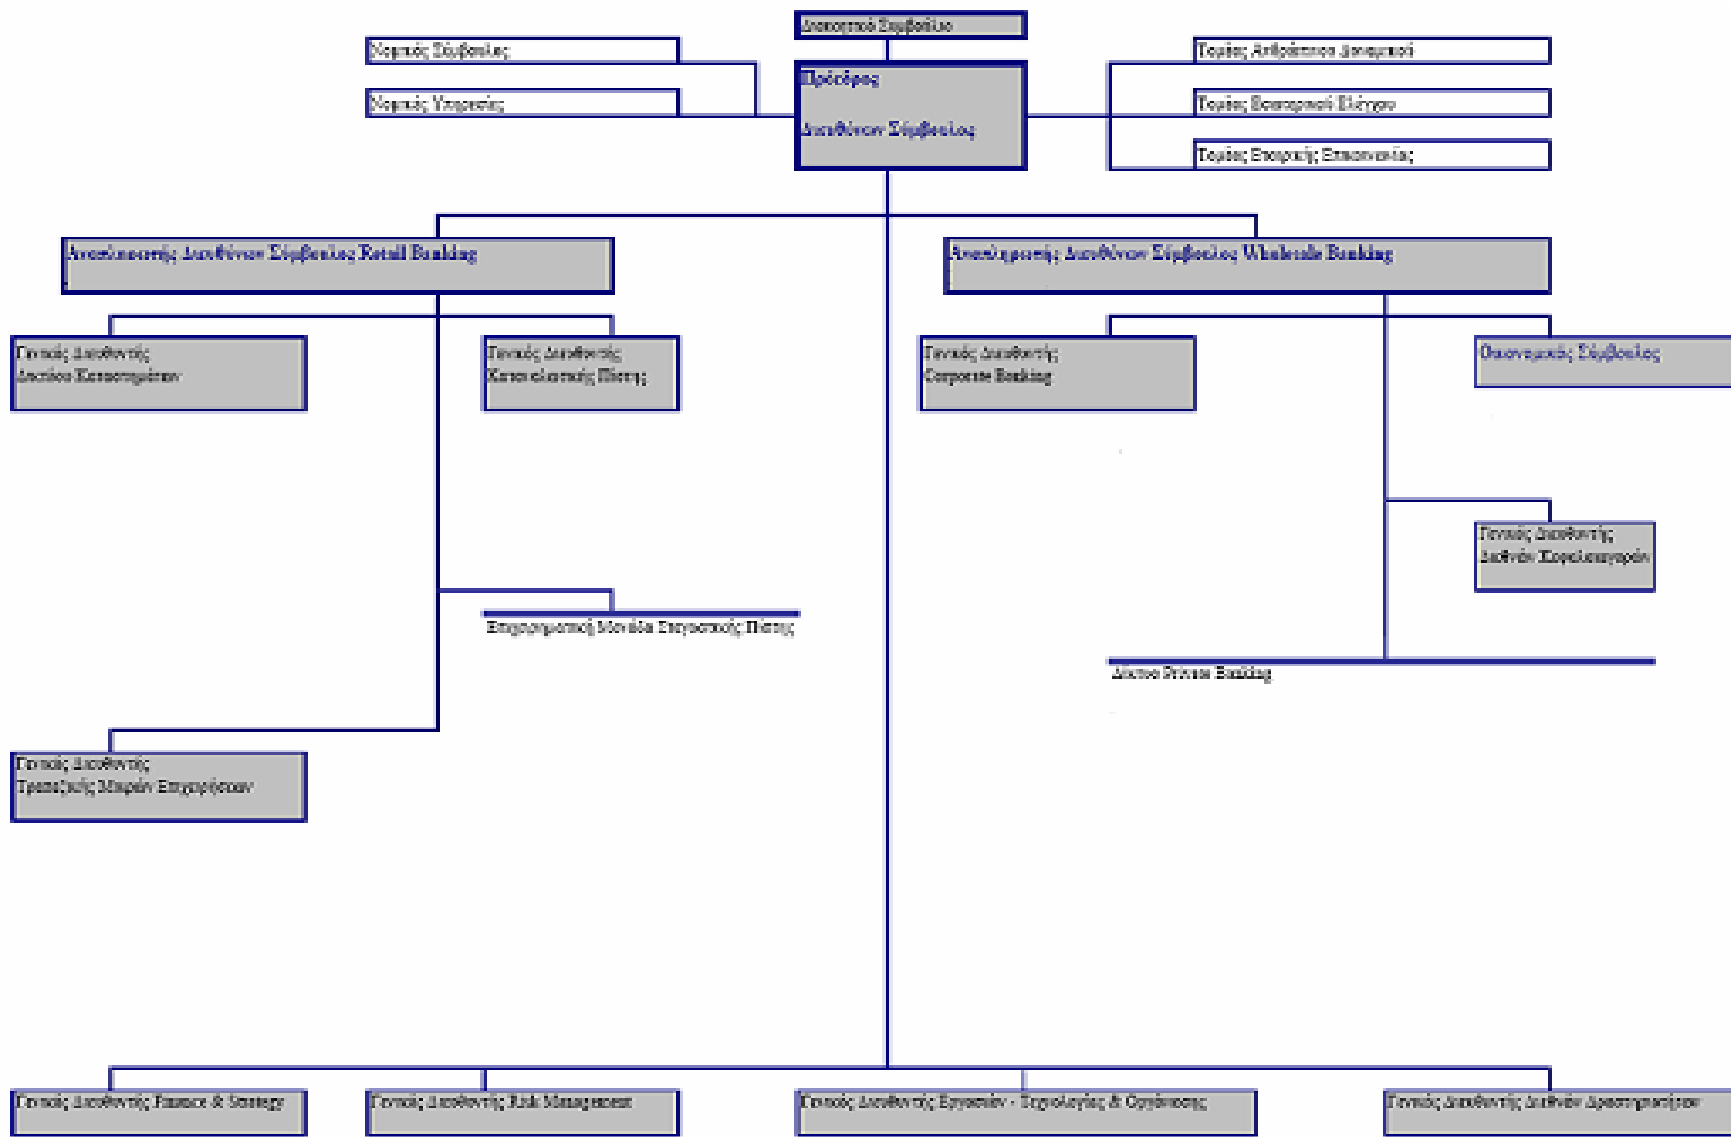 Διοικητικό Συμβούλιο
Νομικός Σύμβουλος
Τομέας Ανθρώπινου Δυναμικού
Πρόεδρος
Νομικές Υπηρεσίες
Τομέας Εσωτερικού Ελέγχου
Διευθύνων Σύμβουλος
Τομέας Εταιρικής Επικοινωνίας
Αναπληρωτής Διευθύνων Σύμβουλος Retail Banking
Αναπληρωτής Διευθύνων Σύμβουλος Wholesale Banking
Γενικός Διευθυντής
Δικτύου Καταστημάτων
Γενικός Διευθυντής
Καταναλωτικής Πίστης
Γενικός Διευθυντής
Corporate Banking
Οικονομικός Σύμβουλος
Γενικός Διευθυντής
Διεθνών Κεφαλαιαγορών
Επιχειρηματική Μονάδα Στεγαστικής Πίστης
Δίκτυο Private Banking
Γενικός Διευθυντής
Τραπεζικής Μικρών Επιχειρήσεων
Γενικός Διευθυντής Finance & Strategy
Γενικός Διευθυντής Risk Management
Γενικός Διευθυντής Εργασιών - Τεχνολογίας & Οργάνωσης
Γενικός Διευθυντής Διεθνών Δραστηριοτήτων